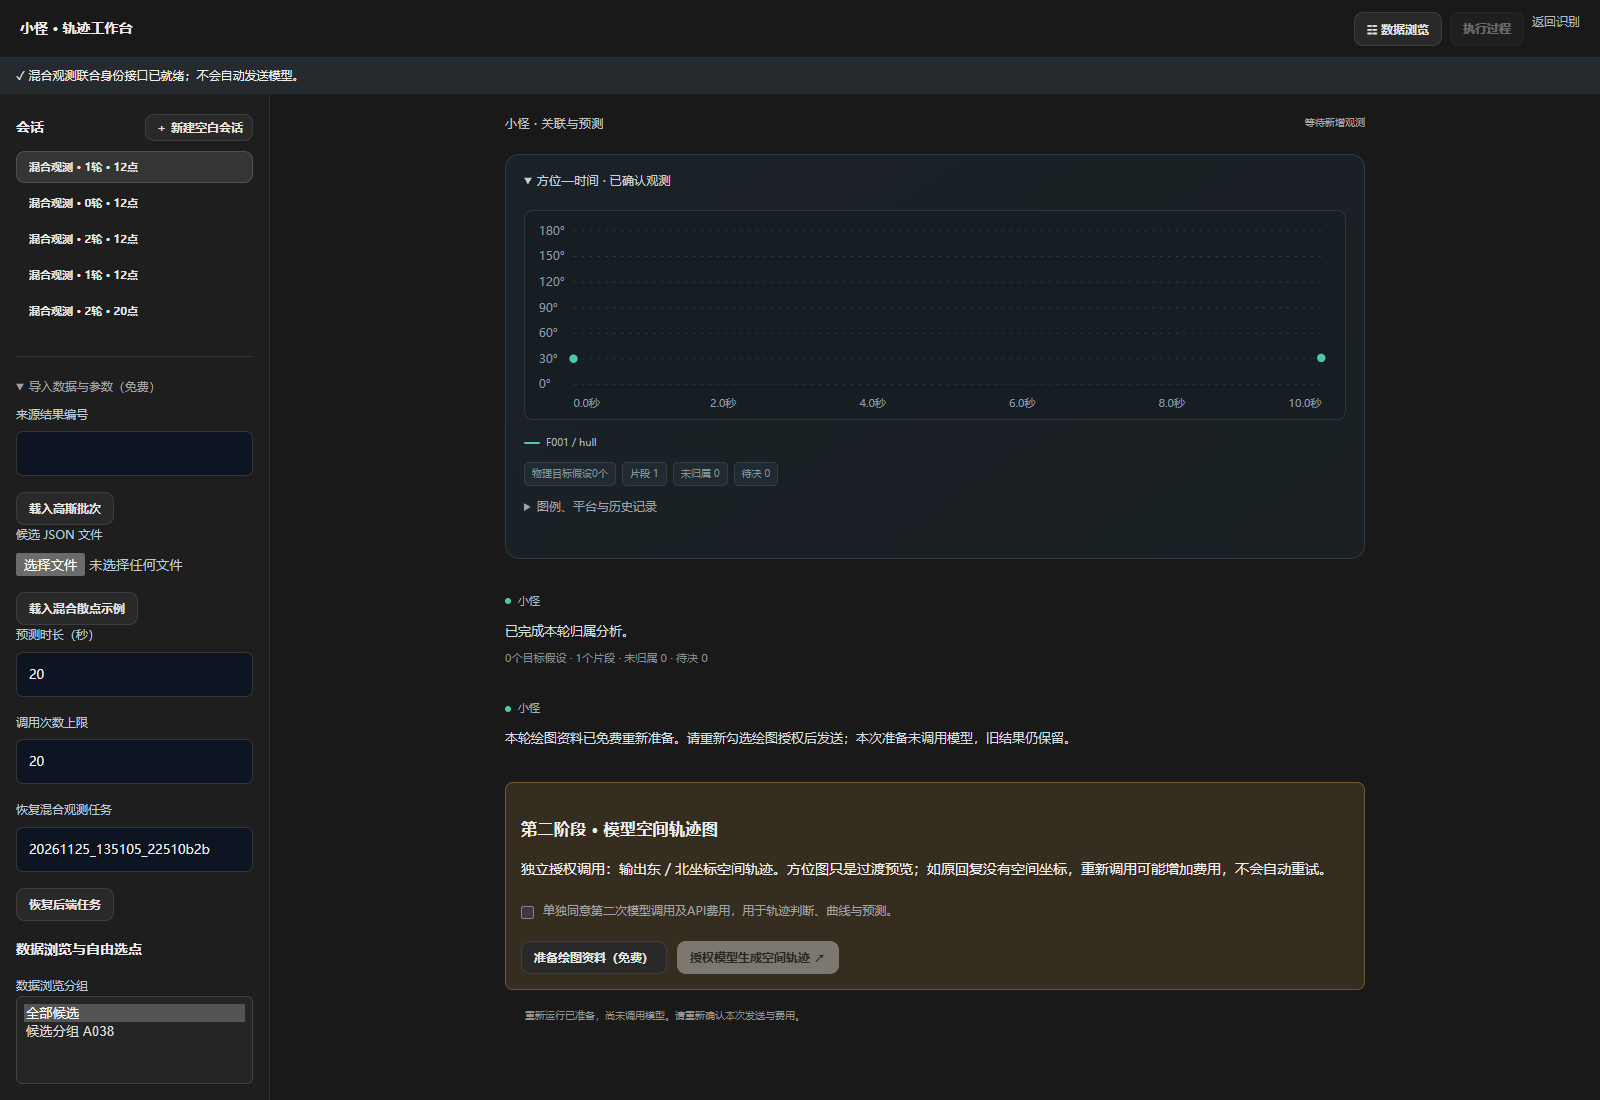 小怪 • 轨迹工作台
☷ 数据浏览
执行过程
返回识别
✓ 混合观测联合身份接口已就绪；不会自动发送模型。
会话
+ 新建空白会话
混合观测 • 1轮 • 12点
混合观测 • 0轮 • 12点
混合观测 • 2轮 • 12点
混合观测 • 1轮 • 12点
混合观测 • 2轮 • 20点
▼ 导入数据与参数（免费）
来源结果编号
载入高斯批次
候选 JSON 文件
选择文件 未选择任何文件
载入混合散点示例
预测时长（秒）
20
调用次数上限
20
恢复混合观测任务
20261125_135105_22510b2b
恢复后端任务
数据浏览与自由选点
数据浏览分组
全部候选
候选分组 A038
小怪 · 关联与预测
等待新增观测
▼ 方位—时间 · 已确认观测
180°
150°
120°
90°
60°
30°
0°
0.0秒
2.0秒
4.0秒
6.0秒
8.0秒
10.0秒
F001 / hull
物理目标假设0个
片段 1
未归属 0
待决 0
▶ 图例、平台与历史记录
小怪
已完成本轮归属分析。
0个目标假设 · 1个片段 · 未归属 0 · 待决 0
小怪
本轮绘图资料已免费重新准备。请重新勾选绘图授权后发送；本次准备未调用模型，旧结果仍保留。
第二阶段 • 模型空间轨迹图
独立授权调用：输出东 / 北坐标空间轨迹。方位图只是过渡预览；如原回复没有空间坐标，重新调用可能增加费用，不会自动重试。
单独同意第二次模型调用及API费用，用于轨迹判断、曲线与预测。
准备绘图资料（免费）
授权模型生成空间轨迹 ↗
重新运行已准备，尚未调用模型。请重新确认本次发送与费用。